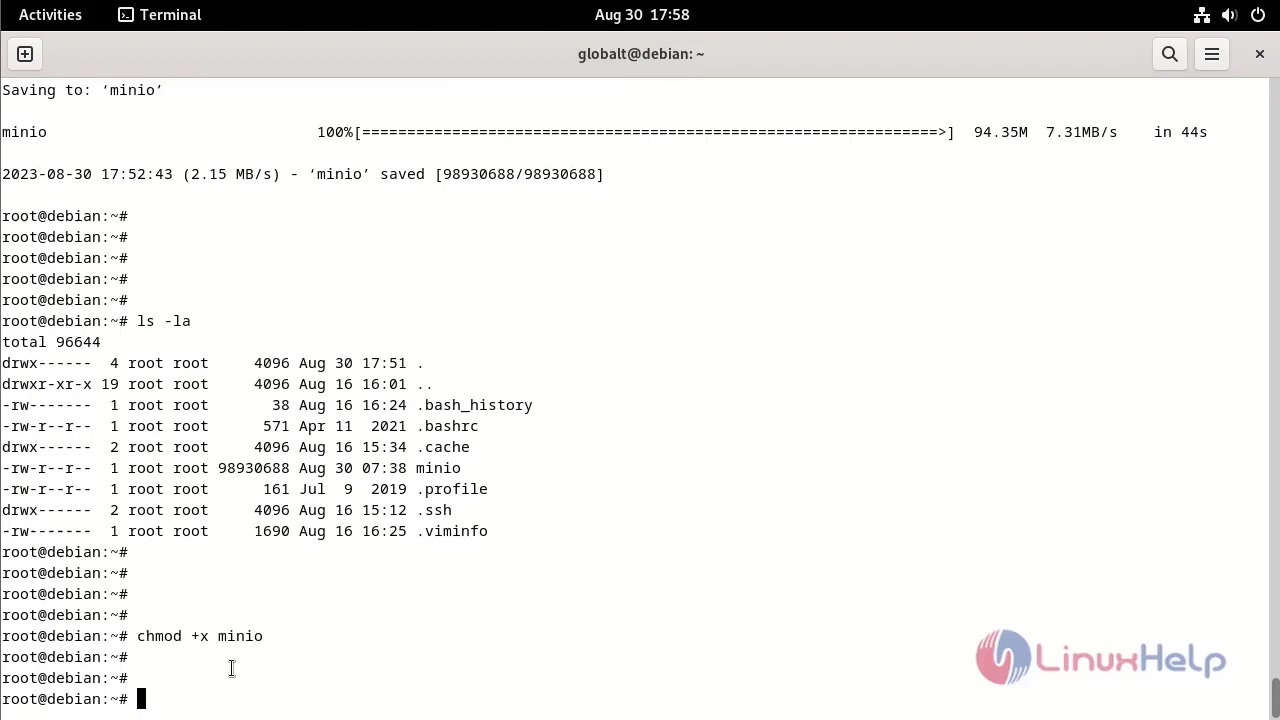 Activities Terminal Aug 30 17:58
globalt@debian: ~
Saving to: ‘minio’
minio 100%[================================================================>] 94.35M 7.31MB/s in 44s
2023-08-30 17:52:43 (2.15 MB/s) - ‘minio’ saved [98930688/98930688]
root@debian:~#
root@debian:~#
root@debian:~#
root@debian:~#
root@debian:~#
root@debian:~# ls -la
total 96644
drwx------ 4 root root 4096 Aug 30 17:51 .
drwxr-xr-x 19 root root 4096 Aug 16 16:01 ..
-rw------- 1 root root 38 Aug 16 16:24 .bash_history
-rw-r--r-- 1 root root 571 Apr 11 2021 .bashrc
drwx------ 2 root root 4096 Aug 16 15:34 .cache
-rw-r--r-- 1 root root 98930688 Aug 30 07:38 minio
-rw-r--r-- 1 root root 161 Jul 9 2019 .profile
drwx------ 2 root root 4096 Aug 16 15:12 .ssh
-rw------- 1 root root 1690 Aug 16 16:25 .viminfo
root@debian:~#
root@debian:~#
root@debian:~#
root@debian:~#
root@debian:~# chmod +x minio
root@debian:~#
root@debian:~#
root@debian:~#
LinuxHelp